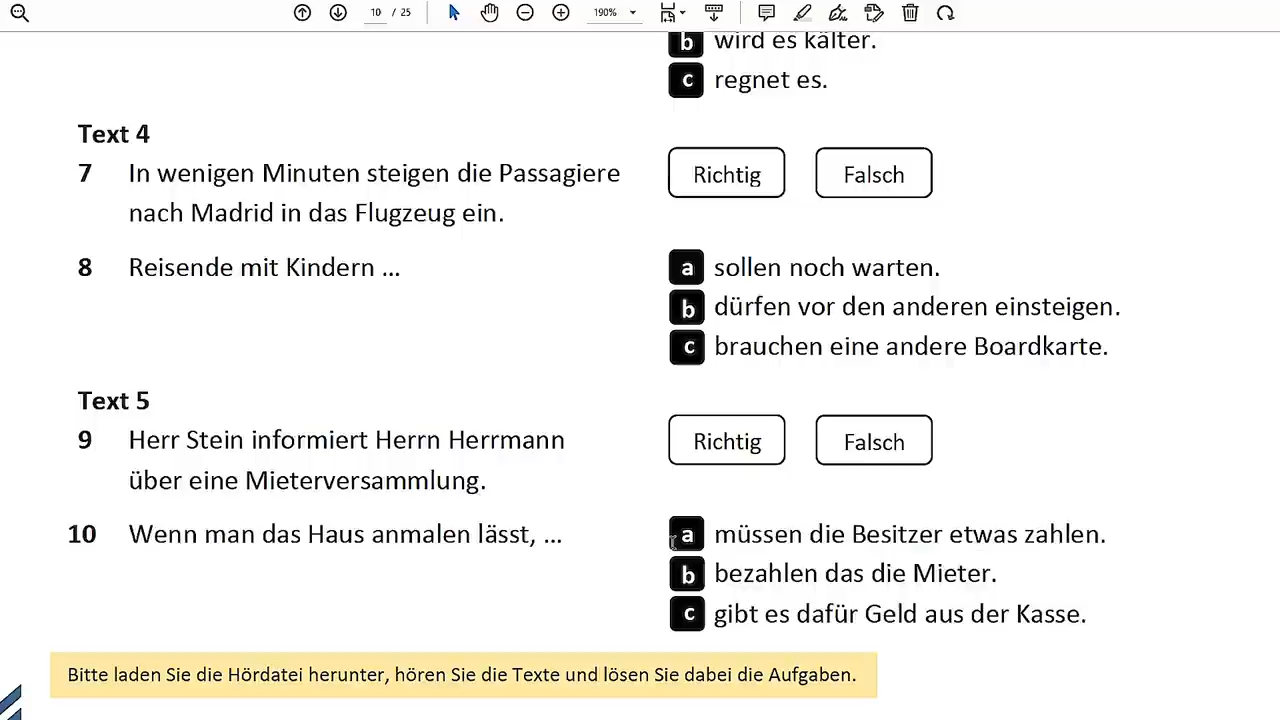 10 / 25
190%
b wird es kälter.
c regnet es.
Text 4
7 In wenigen Minuten steigen die Passagiere
nach Madrid in das Flugzeug ein.
Richtig Falsch
8 Reisende mit Kindern ...
a sollen noch warten.
b dürfen vor den anderen einsteigen.
c brauchen eine andere Boardkarte.
Text 5
9 Herr Stein informiert Herrn Herrmann
über eine Mieterversammlung.
Richtig Falsch
10 Wenn man das Haus anmalen lässt, ...
a müssen die Besitzer etwas zahlen.
b bezahlen das die Mieter.
c gibt es dafür Geld aus der Kasse.
Bitte laden Sie die Hördatei herunter, hören Sie die Texte und lösen Sie dabei die Aufgaben.